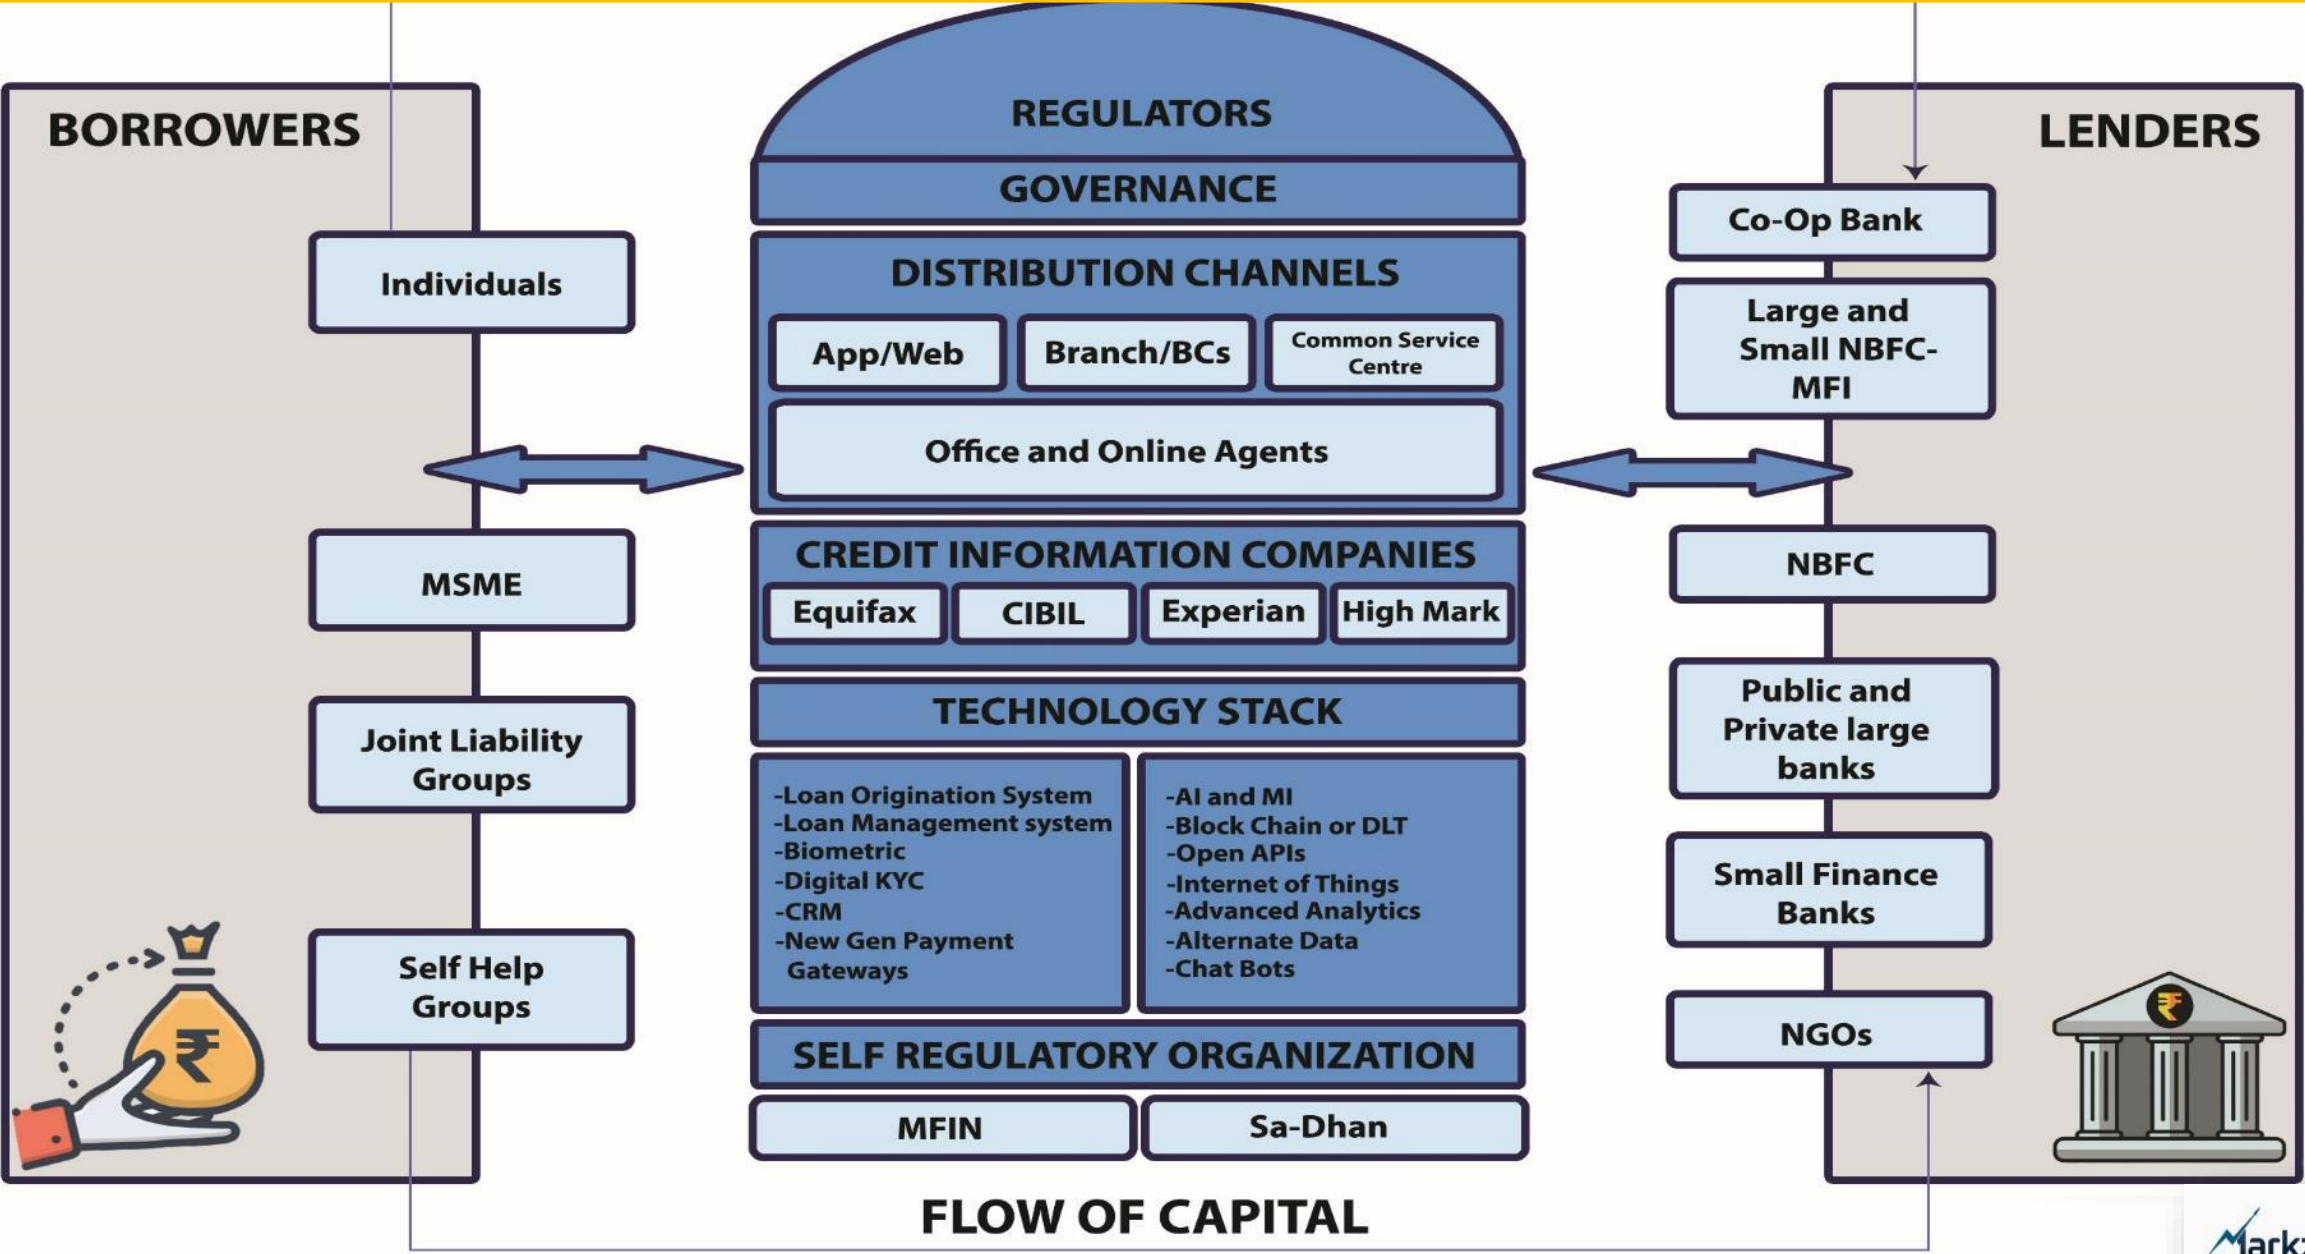 BORROWERS
Individuals
MSME
Joint Liability
Groups
Self Help
Groups
REGULATORS
GOVERNANCE
DISTRIBUTION CHANNELS
App/Web
Branch/BCs
Common Service
Centre
Office and Online Agents
CREDIT INFORMATION COMPANIES
Equifax
CIBIL
Experian
High Mark
TECHNOLOGY STACK
-Loan Origination System
-Loan Management system
-Biometric
-Digital KYC
-CRM
-New Gen Payment
Gateways
-AI and MI
-Block Chain or DLT
-Open APIs
-Internet of Things
-Advanced Analytics
-Alternate Data
-Chat Bots
SELF REGULATORY ORGANIZATION
MFIN
Sa-Dhan
LENDERS
Co-Op Bank
Large and
Small NBFC-
MFI
NBFC
Public and
Private large
banks
Small Finance
Banks
NGOs
₹
₹
FLOW OF CAPITAL